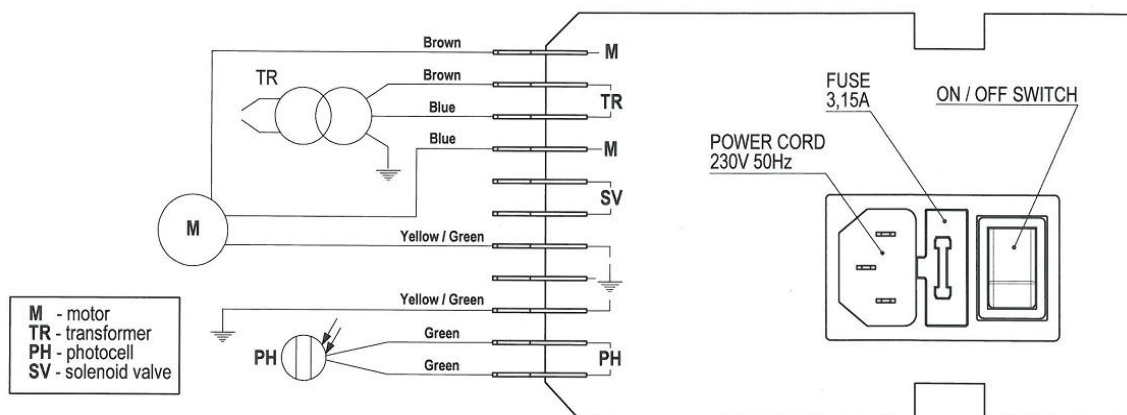 Brown
M
TR
Brown
TR
Blue
Blue
M
SV
M
Yellow / Green
Yellow / Green
Green
PH
PH
Green
M - motor
TR - transformer
PH - photocell
SV - solenoid valve
FUSE
3,15A
ON / OFF SWITCH
POWER CORD
230V 50Hz